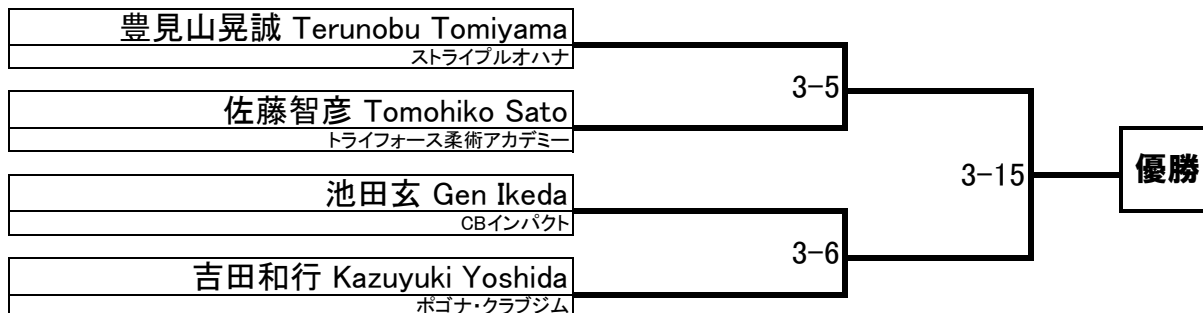 豊見山晃誠 Terunobu Tomiyama
ストライプルオハナ
3-5
佐藤智彦 Tomohiko Sato
トライフォース柔術アカデミー
3-15
優勝
池田玄 Gen Ikeda
CBインパクト
3-6
吉田和行 Kazuyuki Yoshida
ポゴナ・クラブジム